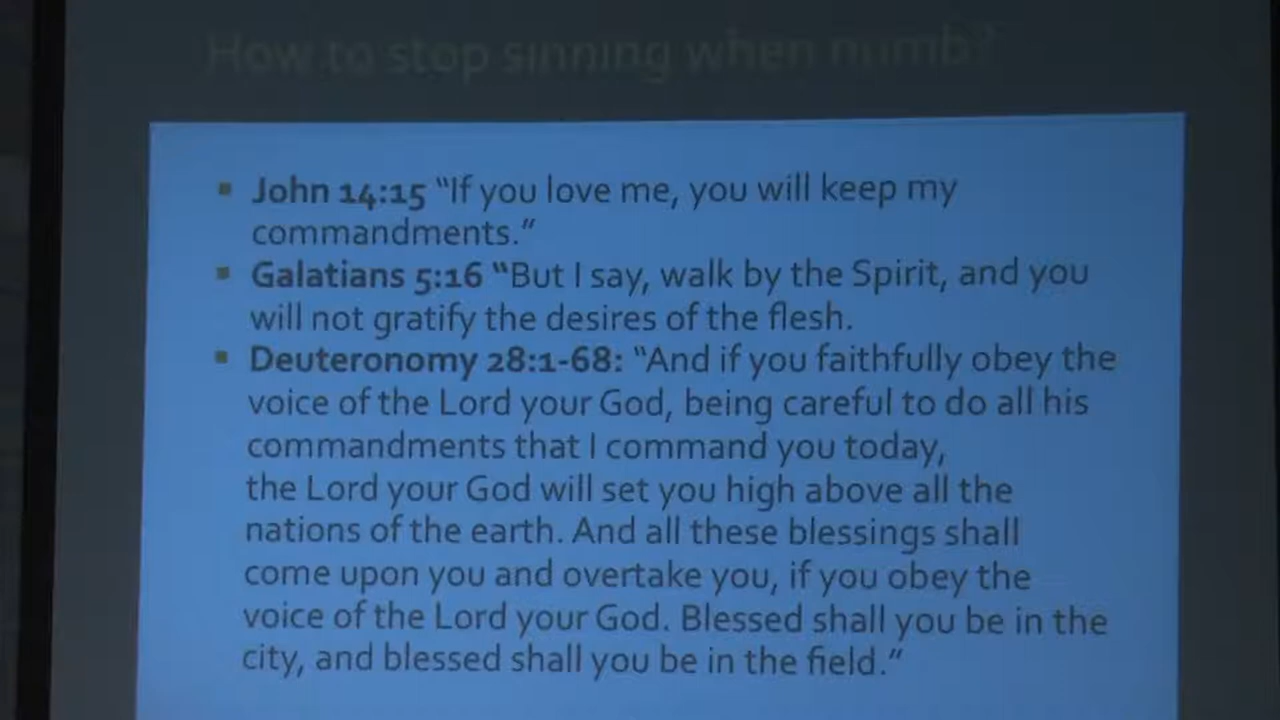 How to stop sinning when numb?
▪ John 14:15 “If you love me, you will keep my
commandments.”
▪ Galatians 5:16 “But I say, walk by the Spirit, and you
will not gratify the desires of the flesh.
▪ Deuteronomy 28:1-68: “And if you faithfully obey the
voice of the Lord your God, being careful to do all his
commandments that I command you today,
the Lord your God will set you high above all the
nations of the earth. And all these blessings shall
come upon you and overtake you, if you obey the
voice of the Lord your God. Blessed shall you be in the
city, and blessed shall you be in the field.”